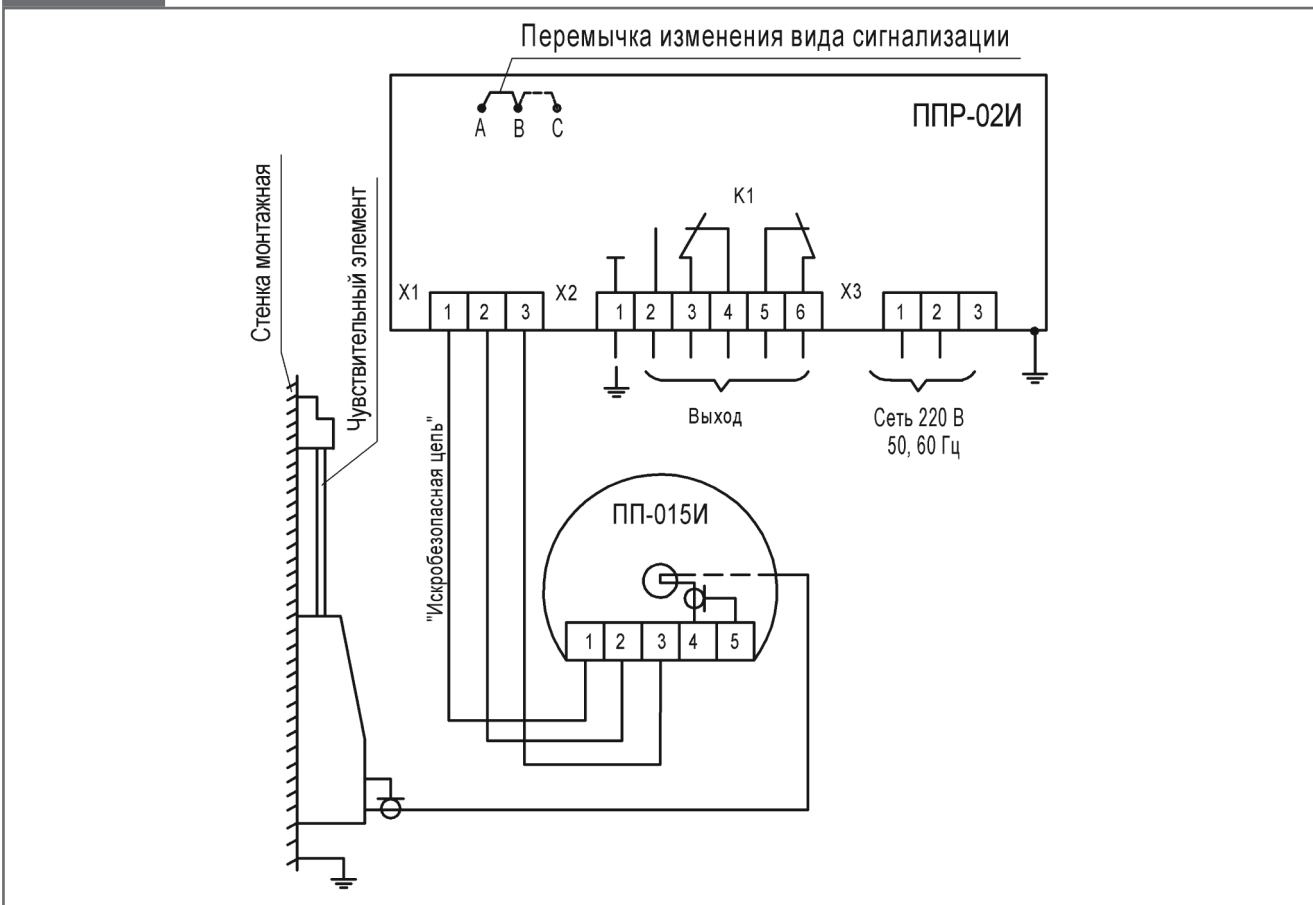 Перемычка изменения вида сигнализации
ППР-02И
A B C
K1
Стенка монтажная
Чувствительный элемент
X1 1 2 3 X2 1 2 3 4 5 6 X3 1 2 3
Выход
Сеть 220 В
50, 60 Гц
"Искробезопасная цепь"
ПП-015И
1 2 3 4 5